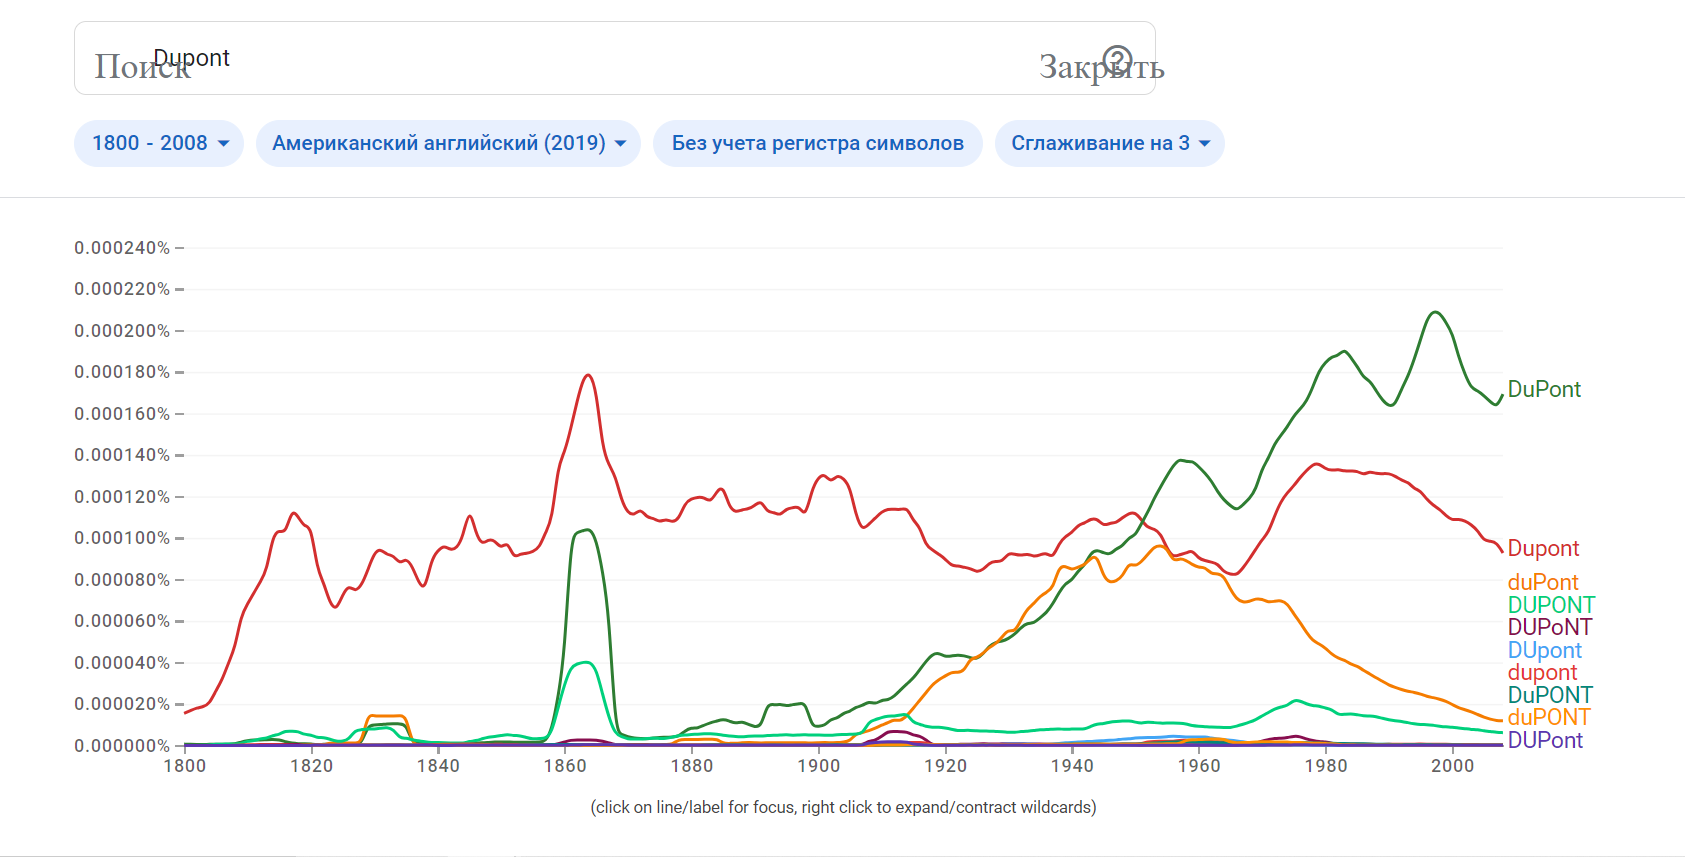 Dupont
Поиск
Закрыть
1800 - 2008
Американский английский (2019)
Без учета регистра символов
Сглаживание на 3
0.000240%
0.000220%
0.000200%
0.000180%
0.000160%
0.000140%
0.000120%
0.000100%
0.000080%
0.000060%
0.000040%
0.000020%
0.000000%
DuPont
Dupont
duPont
DUPONT
DUPoNT
DUpont
dupont
DuPONT
duPONT
DUPont
1800 1820 1840 1860 1880 1900 1920 1940 1960 1980 2000
(click on line/label for focus, right click to expand/contract wildcards)